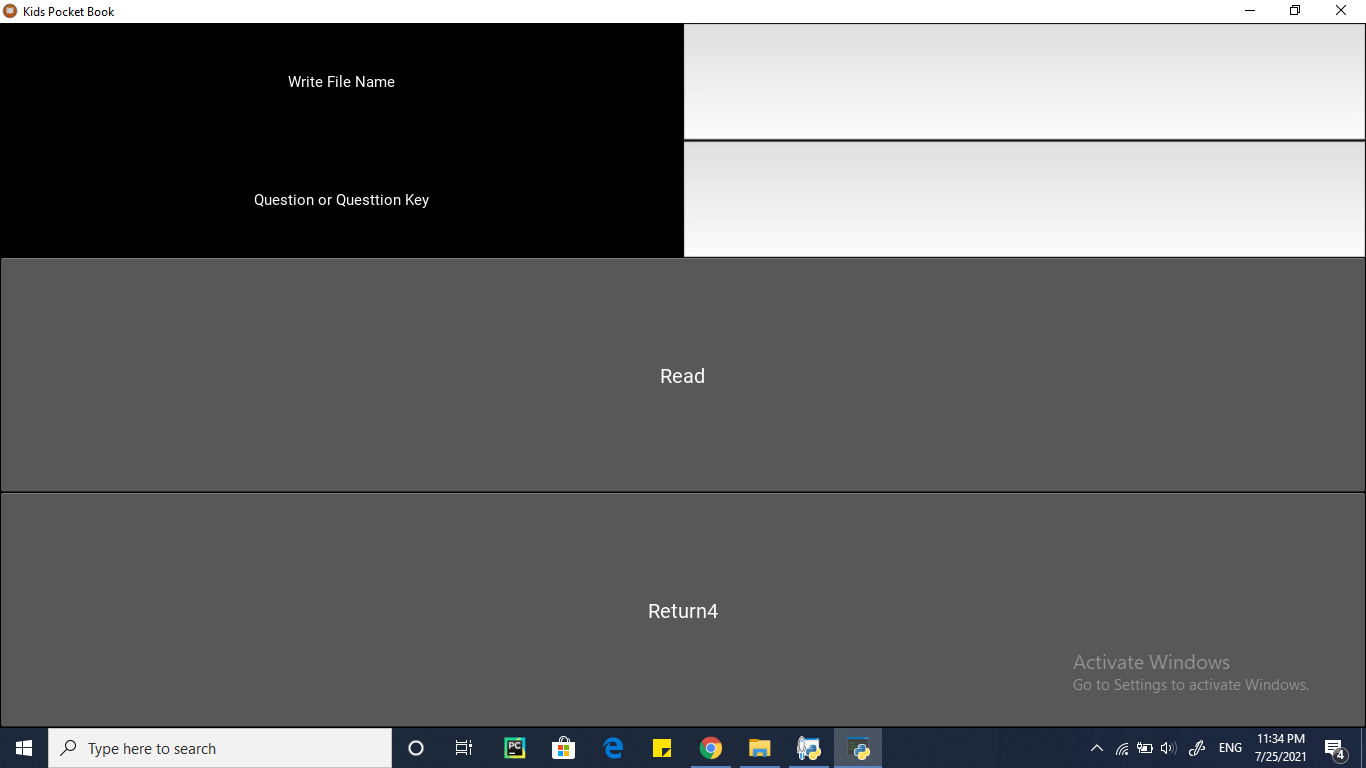 Kids Pocket Book
Write File Name
Question or Questtion Key
Read
Return4
Activate Windows
Go to Settings to activate Windows.
PC
Type here to search
ENG
11:34 PM
7/25/2021
4